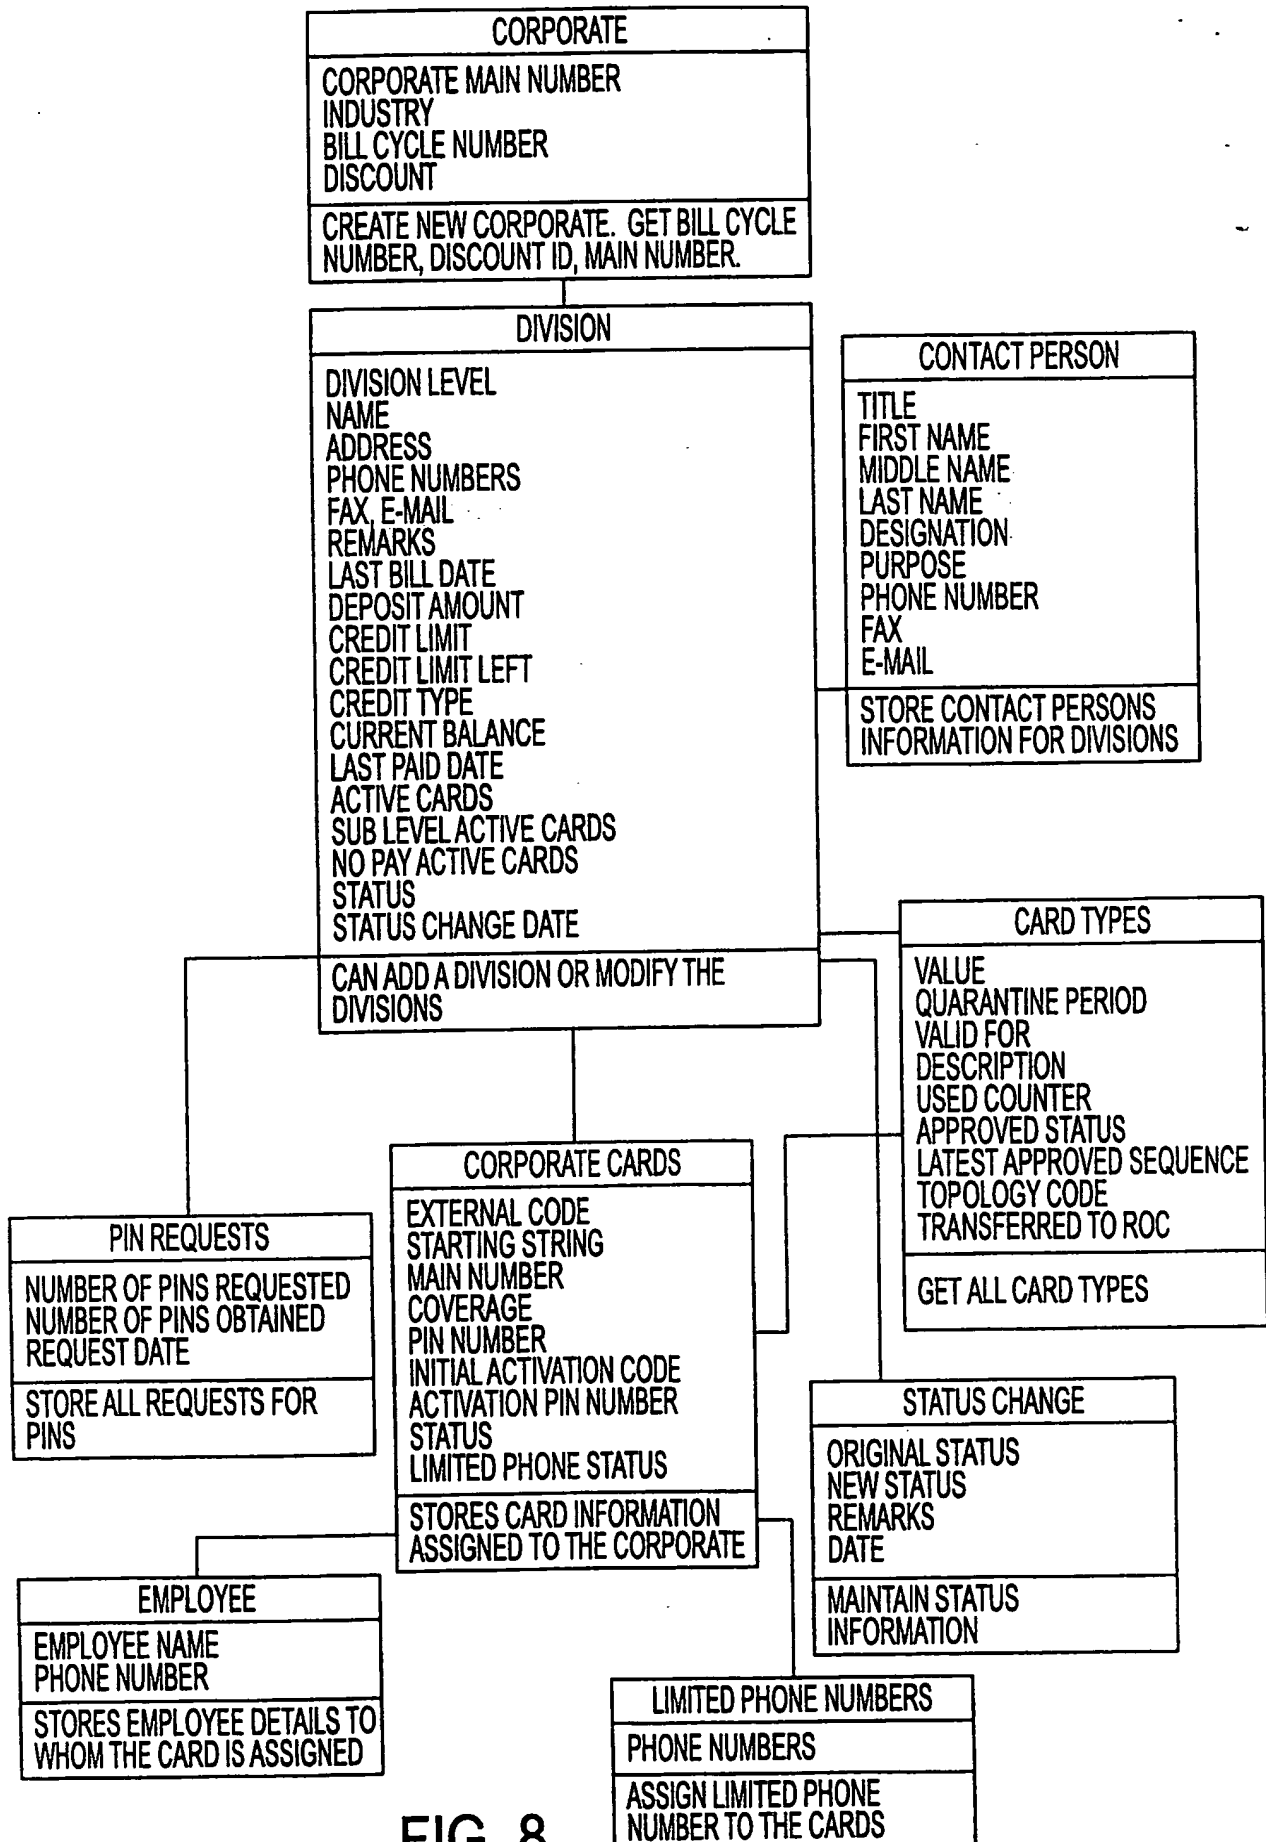 CORPORATE
CORPORATE MAIN NUMBER
INDUSTRY
BILL CYCLE NUMBER
DISCOUNT
CREATE NEW CORPORATE. GET BILL CYCLE
NUMBER, DISCOUNT ID, MAIN NUMBER.
DIVISION
DIVISION LEVEL
NAME
ADDRESS
PHONE NUMBERS
FAX, E-MAIL
REMARKS
LAST BILL DATE
DEPOSIT AMOUNT
CREDIT LIMIT
CREDIT LIMIT LEFT
CREDIT TYPE
CURRENT BALANCE
LAST PAID DATE
ACTIVE CARDS
SUB LEVEL ACTIVE CARDS
NO PAY ACTIVE CARDS
STATUS
STATUS CHANGE DATE
CAN ADD A DIVISION OR MODIFY THE
DIVISIONS
CONTACT PERSON
TITLE
FIRST NAME
MIDDLE NAME
LAST NAME
DESIGNATION
PURPOSE
PHONE NUMBER
FAX
E-MAIL
STORE CONTACT PERSONS
INFORMATION FOR DIVISIONS
CARD TYPES
VALUE
QUARANTINE PERIOD
VALID FOR
DESCRIPTION
USED COUNTER
APPROVED STATUS
LATEST APPROVED SEQUENCE
TOPOLOGY CODE
TRANSFERRED TO ROC
GET ALL CARD TYPES
CORPORATE CARDS
EXTERNAL CODE
STARTING STRING
MAIN NUMBER
COVERAGE
PIN NUMBER
INITIAL ACTIVATION CODE
ACTIVATION PIN NUMBER
STATUS
LIMITED PHONE STATUS
STORES CARD INFORMATION
ASSIGNED TO THE CORPORATE
PIN REQUESTS
NUMBER OF PINS REQUESTED
NUMBER OF PINS OBTAINED
REQUEST DATE
STORE ALL REQUESTS FOR
PINS
STATUS CHANGE
ORIGINAL STATUS
NEW STATUS
REMARKS
DATE
MAINTAIN STATUS
INFORMATION
EMPLOYEE
EMPLOYEE NAME
PHONE NUMBER
STORES EMPLOYEE DETAILS TO
WHOM THE CARD IS ASSIGNED
LIMITED PHONE NUMBERS
PHONE NUMBERS
ASSIGN LIMITED PHONE
NUMBER TO THE CARDS
FIG. 8